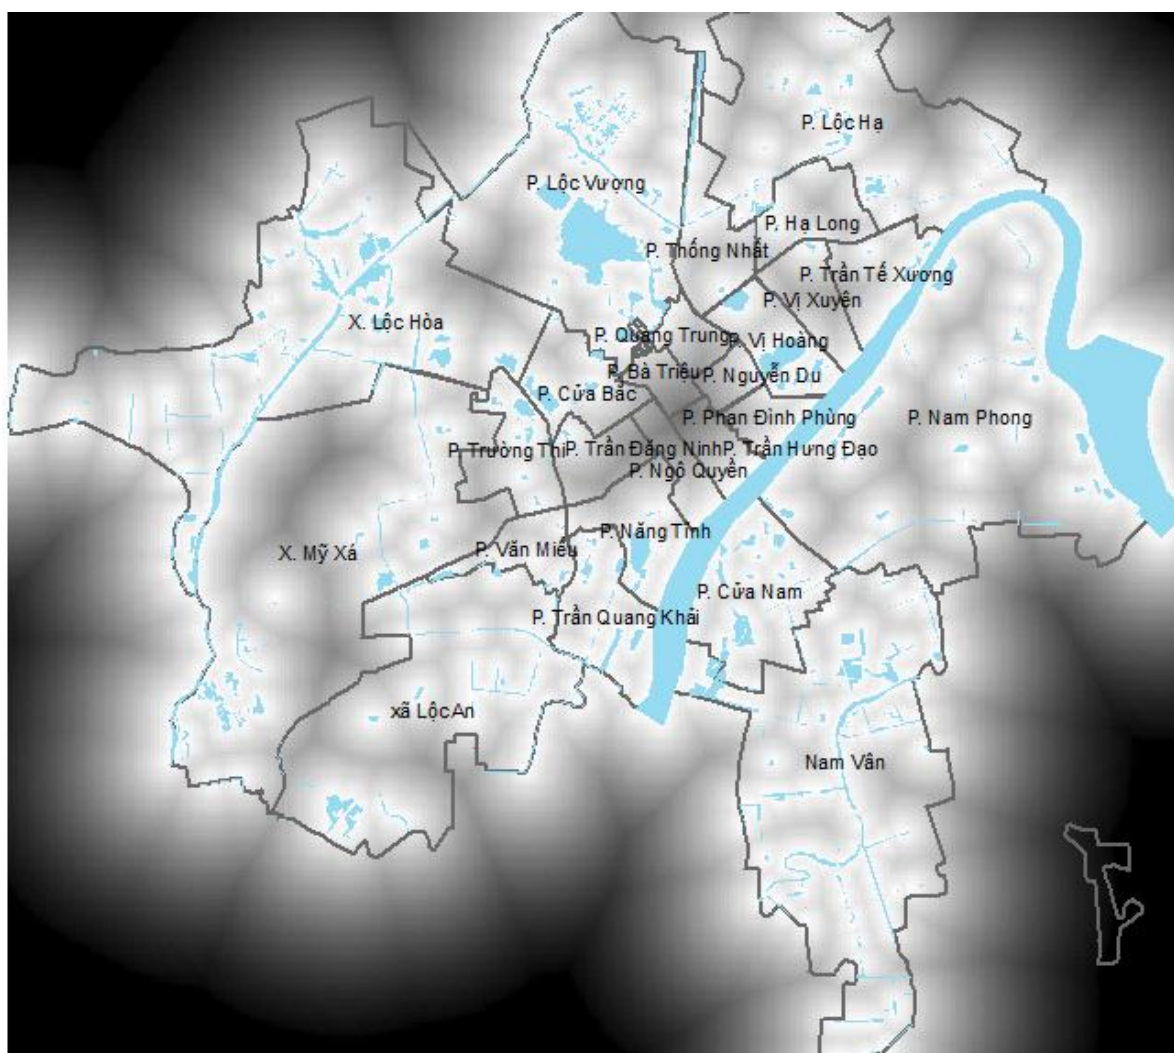 P. Lộc Hạ
P. Lộc Vượng
P. Hạ Long
P. Thống Nhất
P. Trần Tế Xương
P. Vị Xuyên
X. Lộc Hòa
P. Quang Trung
P. Vị Hoàng
P. Bà Triệu
P. Nguyễn Du
P. Cửa Bắc
P. Phan Đình Phùng
P. Nam Phong
P. Trường Thi
P. Trần Đăng Ninh
P. Trần Hưng Đạo
P. Ngô Quyền
P. Năng Tĩnh
X. Mỹ Xá
P. Văn Miếu
P. Cửa Nam
P. Trần Quang Khải
xã Lộc An
Nam Vân